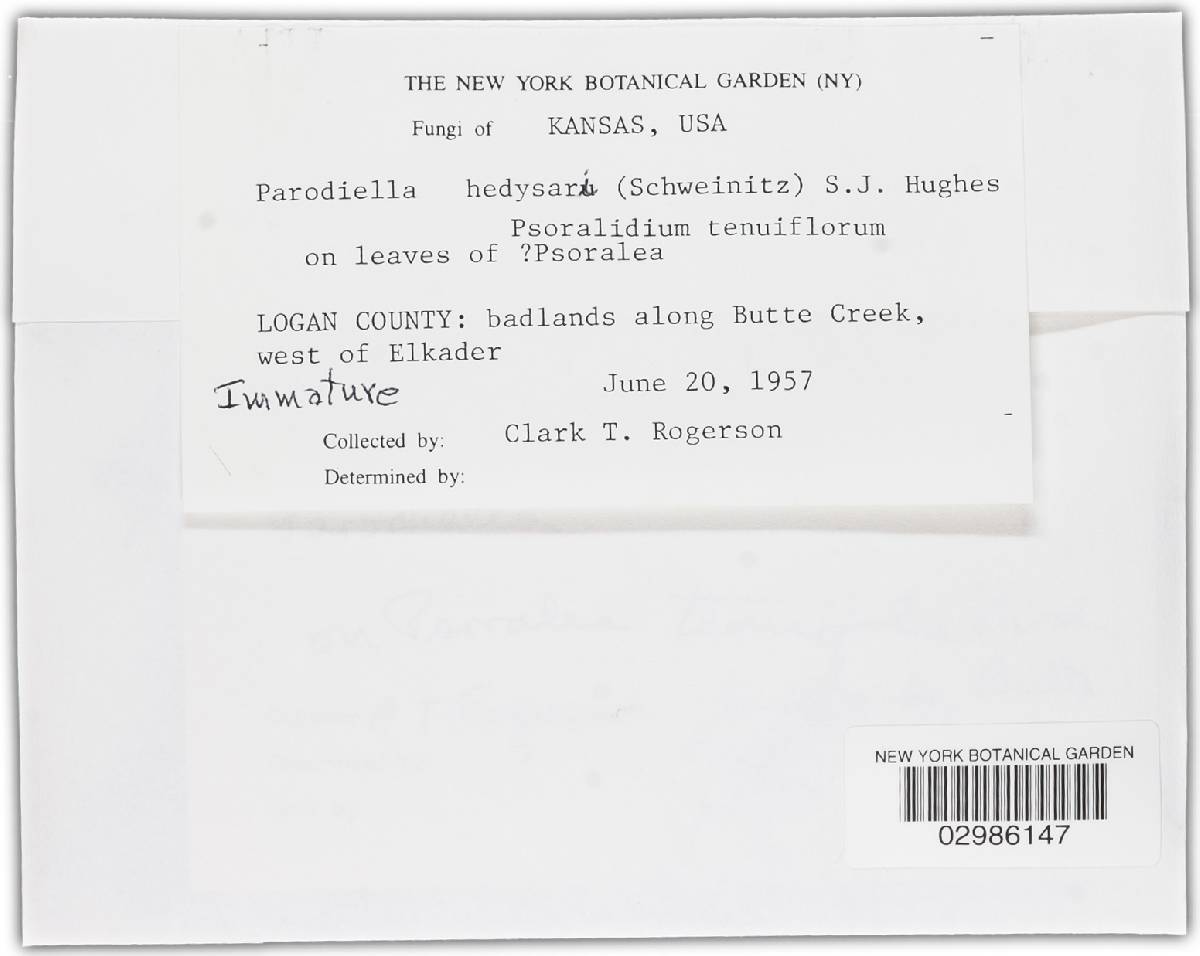 THE NEW YORK BOTANICAL GARDEN (NY)
Fungi of KANSAS, USA
Parodiella hedysari (Schweinitz) S.J. Hughes
Psoralidium tenuiflorum
on leaves of ?Psoralea
LOGAN COUNTY: badlands along Butte Creek,
west of Elkader
Immature June 20, 1957
Collected by: Clark T. Rogerson
Determined by:
on Psoralea
NEW YORK BOTANICAL GARDEN
02986147